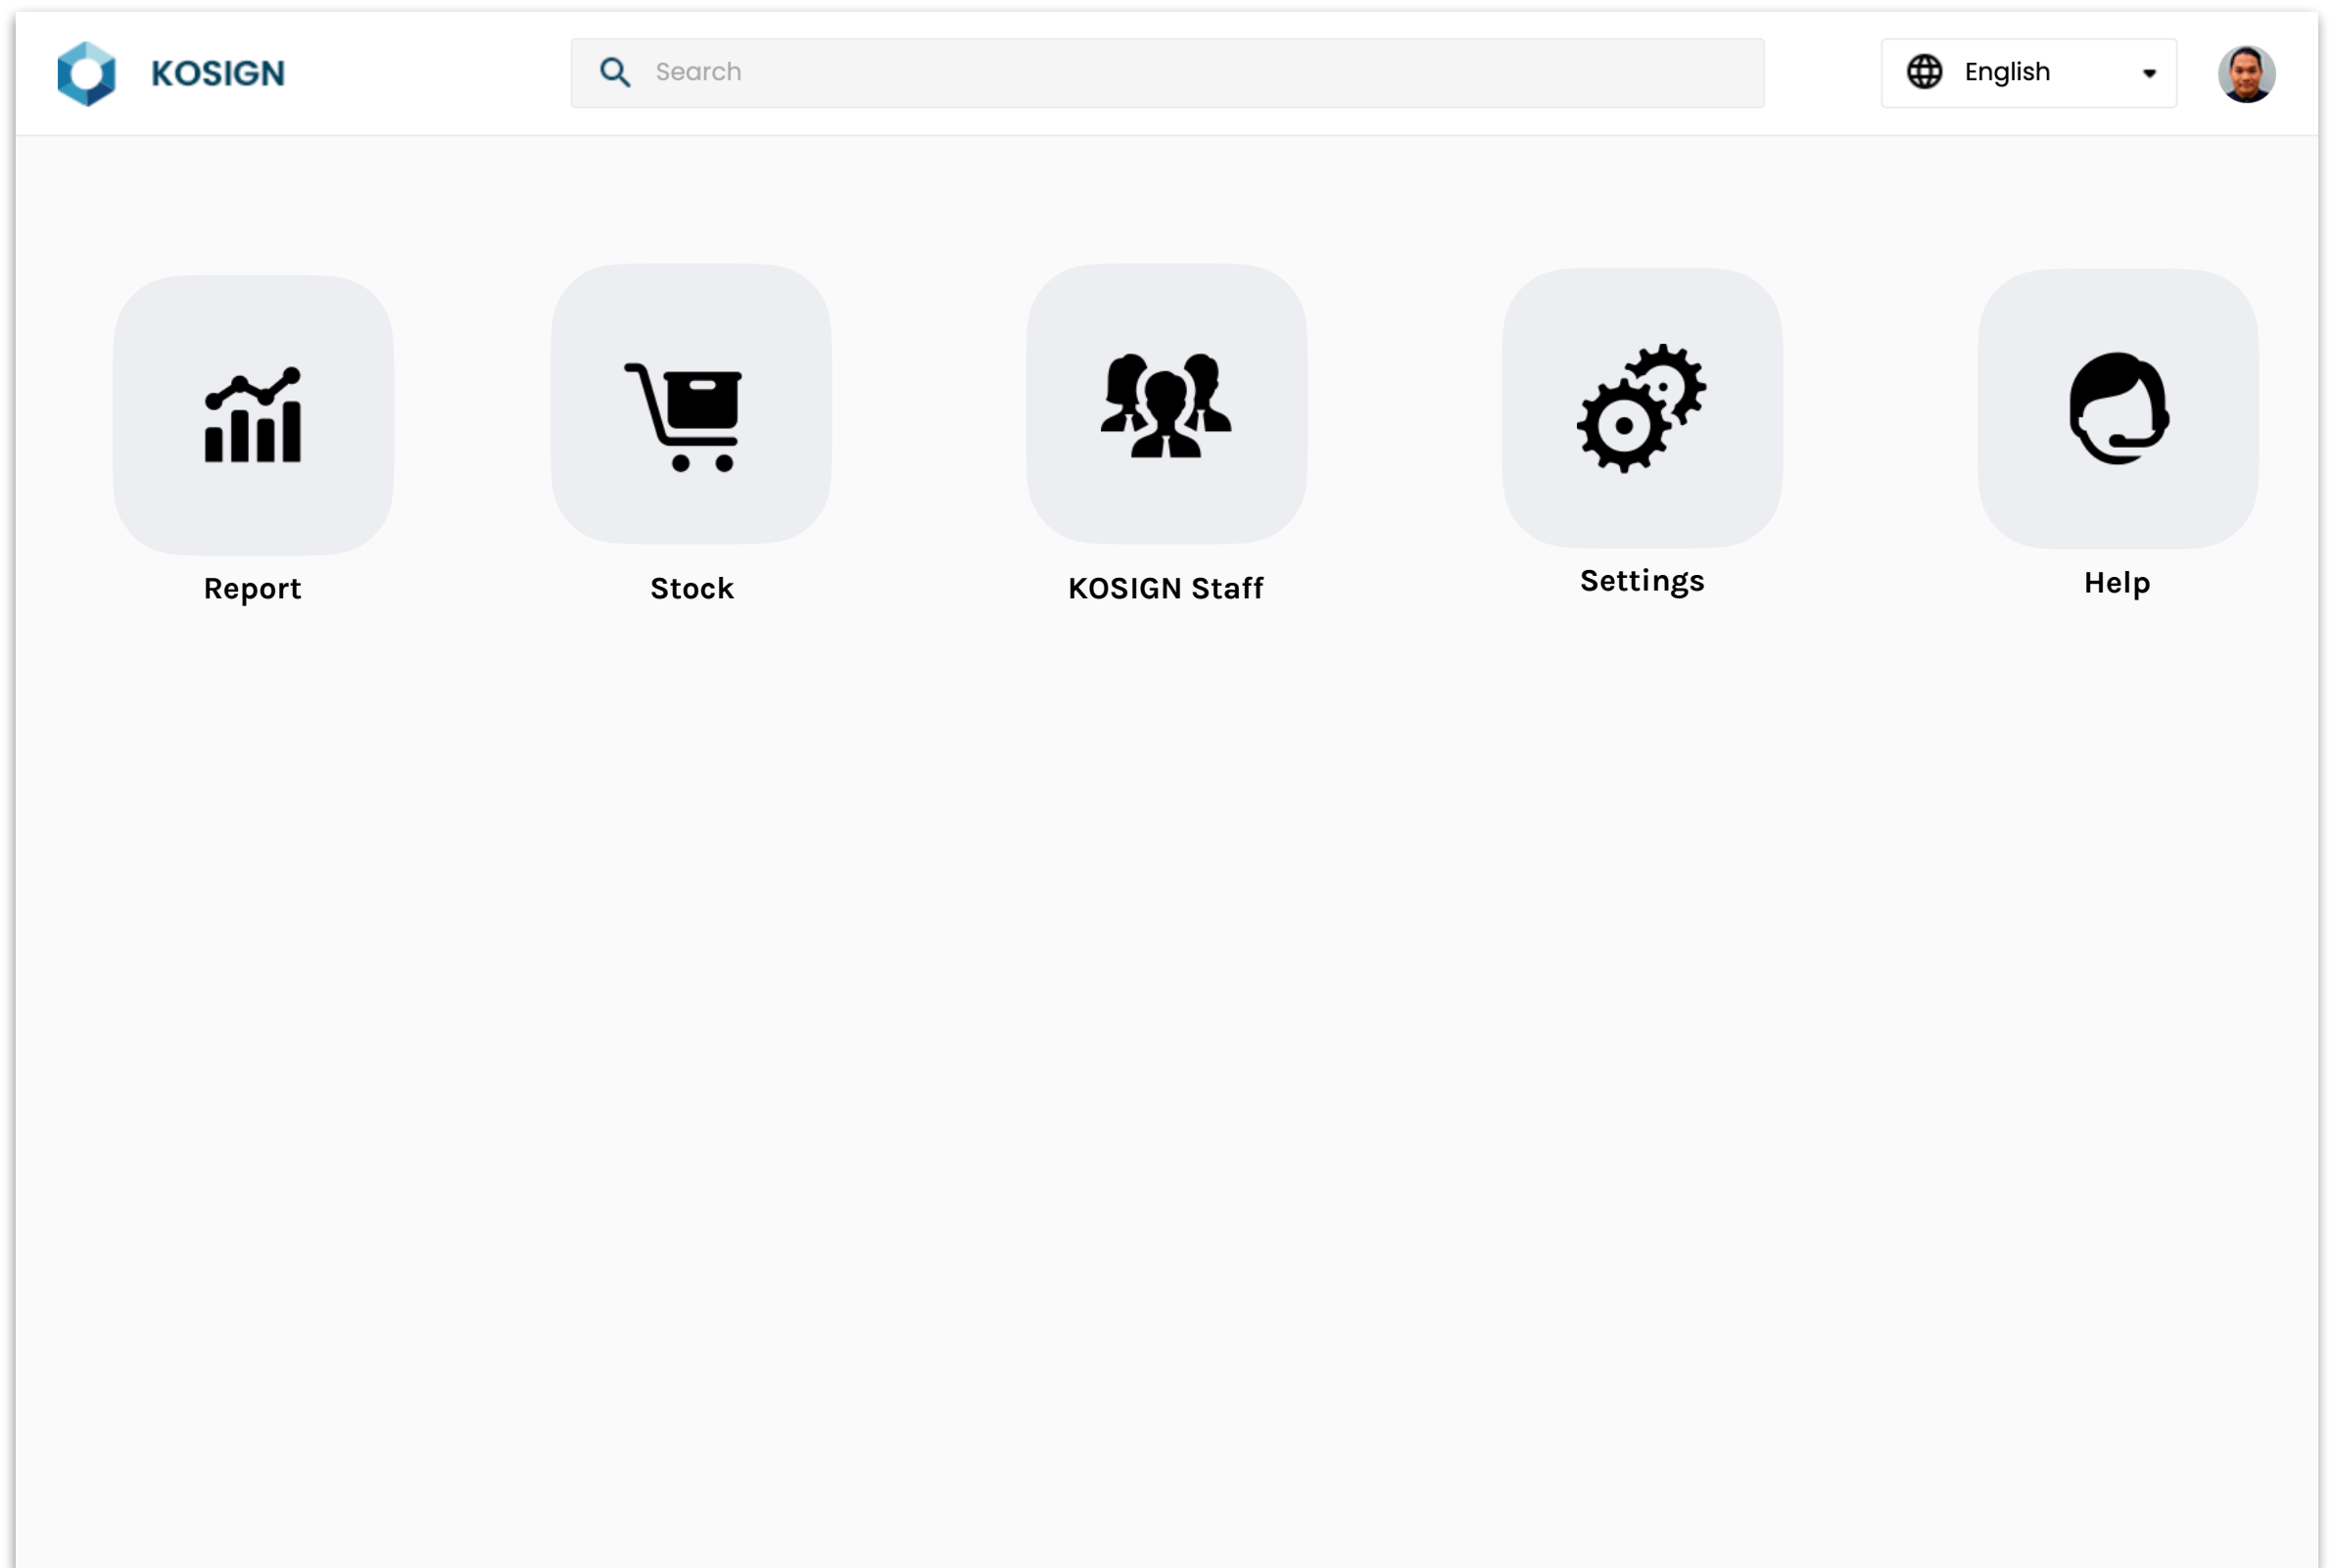 KOSIGN
Search
English
Report
Stock
KOSIGN Staff
Settings
Help